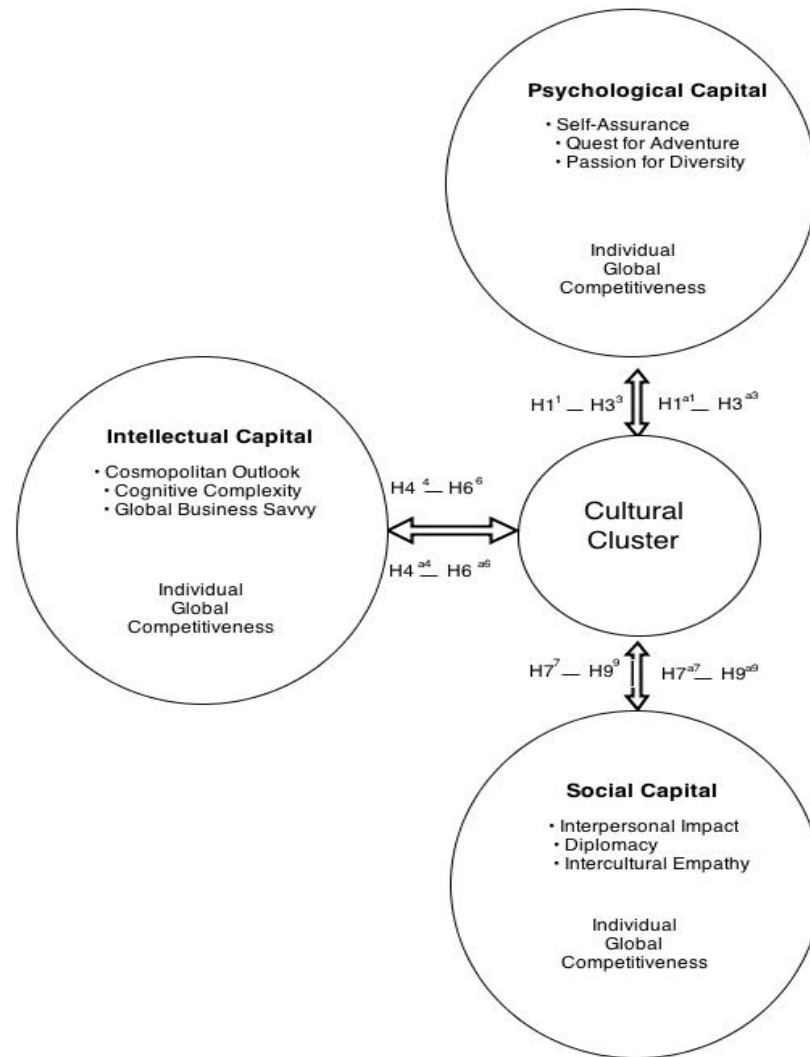 Psychological Capital
• Self-Assurance
• Quest for Adventure
• Passion for Diversity
Individual
Global
Competitiveness
H1¹ — H3³ H1ᵃ¹— H3ᵃ³
Intellectual Capital
• Cosmopolitan Outlook
• Cognitive Complexity
• Global Business Savvy
Individual
Global
Competitiveness
H4 ⁴— H6⁶
H4 ᵃ⁴— H6 ᵃ⁶
Cultural
Cluster
H7⁷— H9⁹ H7ᵃ⁷— H9ᵃ⁹
Social Capital
• Interpersonal Impact
• Diplomacy
• Intercultural Empathy
Individual
Global
Competitiveness